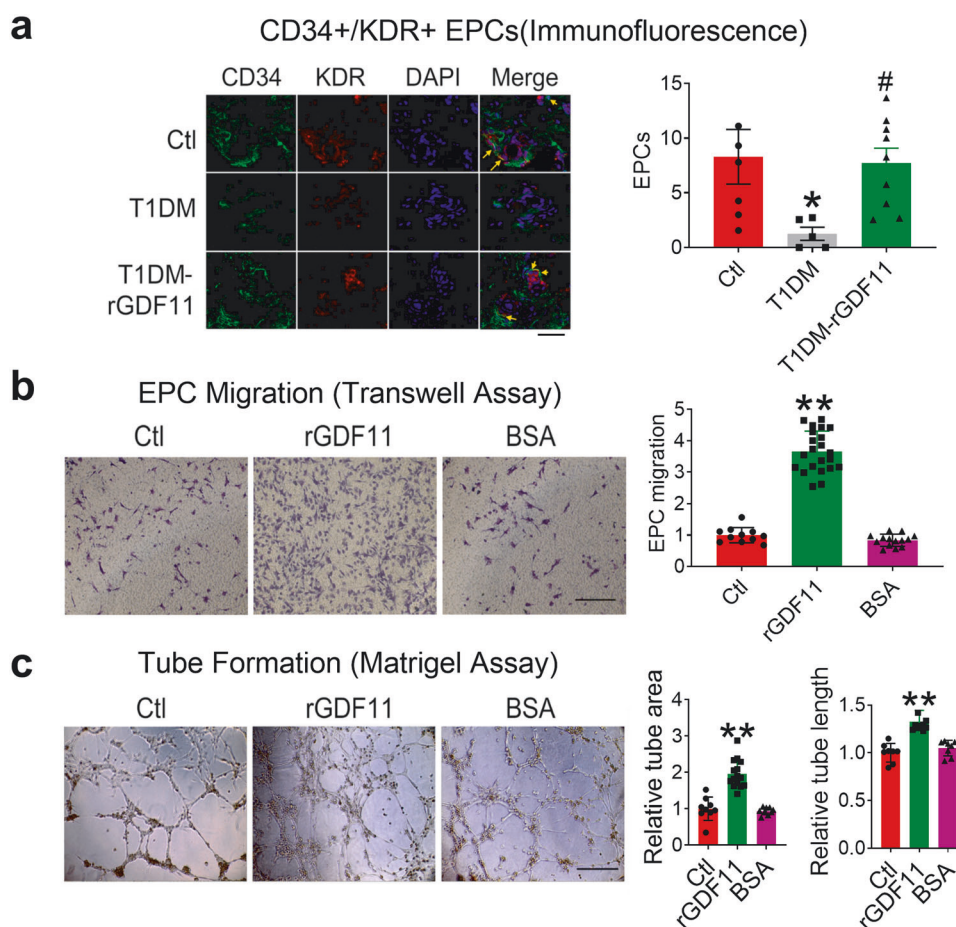 a
CD34+/KDR+ EPCs(Immunofluorescence)
CD34 KDR DAPI Merge
Ctl
T1DM
T1DM-
rGDF11
EPCs
15
10
5
0
*
#
Ctl
T1DM
T1DM-rGDF11
b
EPC Migration (Transwell Assay)
Ctl rGDF11 BSA
EPC migration
5
4
3
2
1
0
**
Ctl
rGDF11
BSA
c
Tube Formation (Matrigel Assay)
Ctl rGDF11 BSA
Relative tube area
4
3
2
1
0
**
Ctl
rGDF11
BSA
Relative tube length
1.5
1.0
0.5
0.0
**
Ctl
rGDF11
BSA